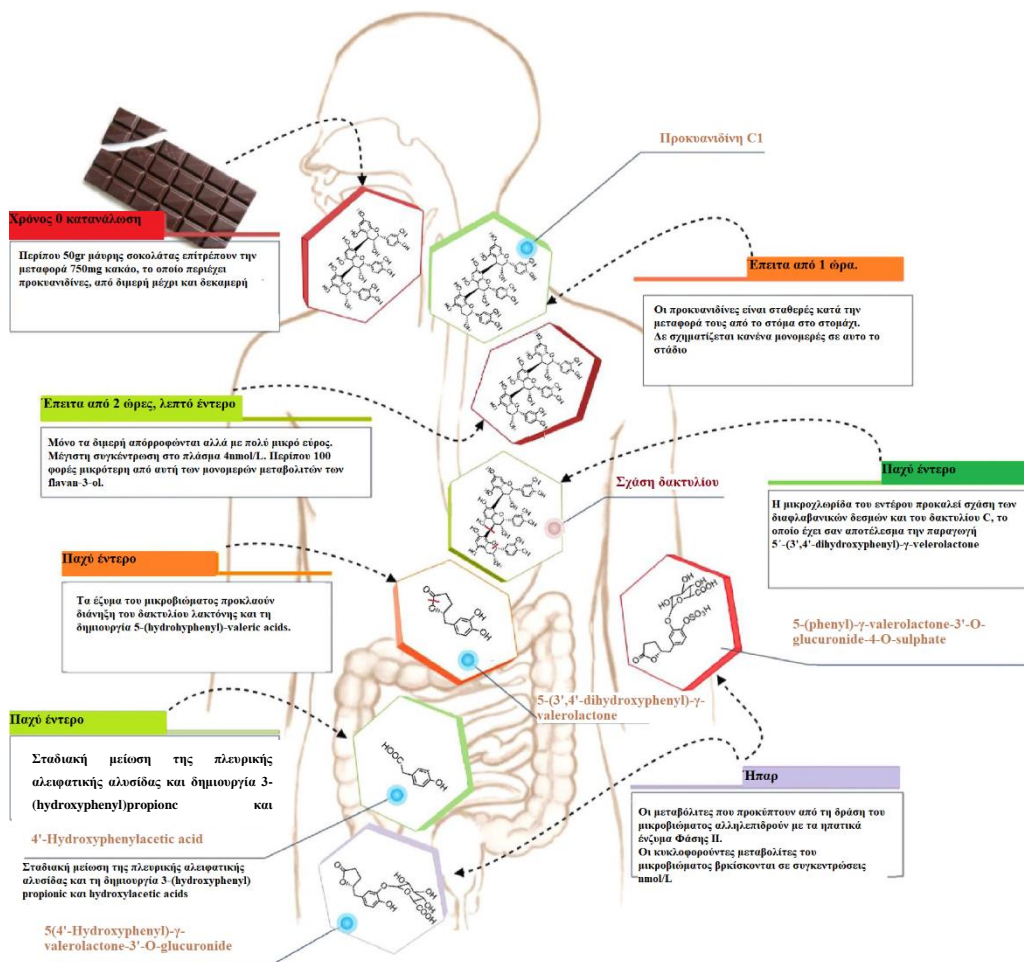 Προκυανιδίνη C1
Χρόνος 0 κατανάλωση
Περίπου 50gr μάυρης σοκολάτας επίτρέπουν την
μεταφορά 750mg κακάο, το οποίο περιέχει
προκυανιδίνες, από διμερή μέχρι και δεκαμερή
Έπειτα από 1 ώρα.
Οι προκυανιδίνες είναι σταθερές κατά την
μεταφορά τους από το στόμα στο στομάχι.
Δε σχηματίζεται κανένα μονομερές σε αυτο το
στάδιο
Έπειτα από 2 ώρες, λεπτό έντερο
Μόνο τα διμερή απόρροφώνται αλλά με πολύ μικρό εύρος.
Μέγιστη συγκέντρωση στο πλάσμα 4nmol/L. Περίπου 100
φορές μικρότερη από αυτή των μονομερών μεταβολιτών των
flavan-3-ol.
Σχάση δακτυλίου
Παχύ έντερο
Η μικροχλωρίδα του εντέρου προκαλεί σχάση των
διαφλαβανικών δεσμών και του δακτυλίου C, το
οποίο έχει σαν αποτέλεσμα την παραγωγή
5΄-(3',4'-dihydroxyphenyl)-γ-velerolactone
Παχύ έντερο
Τα έζυμα του μικροβιώματος προκλαούν
διάνηξη του δακτυλίου λακτόνης και τη
δημιουργία 5-(hydrohyphenyl)-valeric acids.
5-(phenyl)-γ-valerolactone-3'-O-
glucuronide-4-O-sulphate
5-(3',4'-dihydroxyphenyl)-γ-
valerolactone
Παχύ έντερο
Σταδιακή μείωση της πλευρικής
αλειφατικής αλυσίδας και δημιουργία 3-
(hydroxyphenyl)propionc και
4'-Hydroxyphenylacetic acid
Σταδιακή μείωση της πλευρικής αλειφατικής
αλυσίδας και τη δημιουργία 3-(hydroxyphenyl)
propionic and hydroxylacetic acids
5(4'-Hydroxyphenyl)-γ-
valerolactone-3'-O-glucuronide
Ήπαρ
Οι μεταβόλιτες που προκύπτουν από τη δράση του
μικροβιώματος αλληλεπιδρούν με τα ηπατικά
ένζυμα Φάσης ΙΙ.
Οι κυκλοφορούντες μεταβολίτες του
μικροβιώματος βρκίσκονται σε συγκεντρώσεις
nmol/L